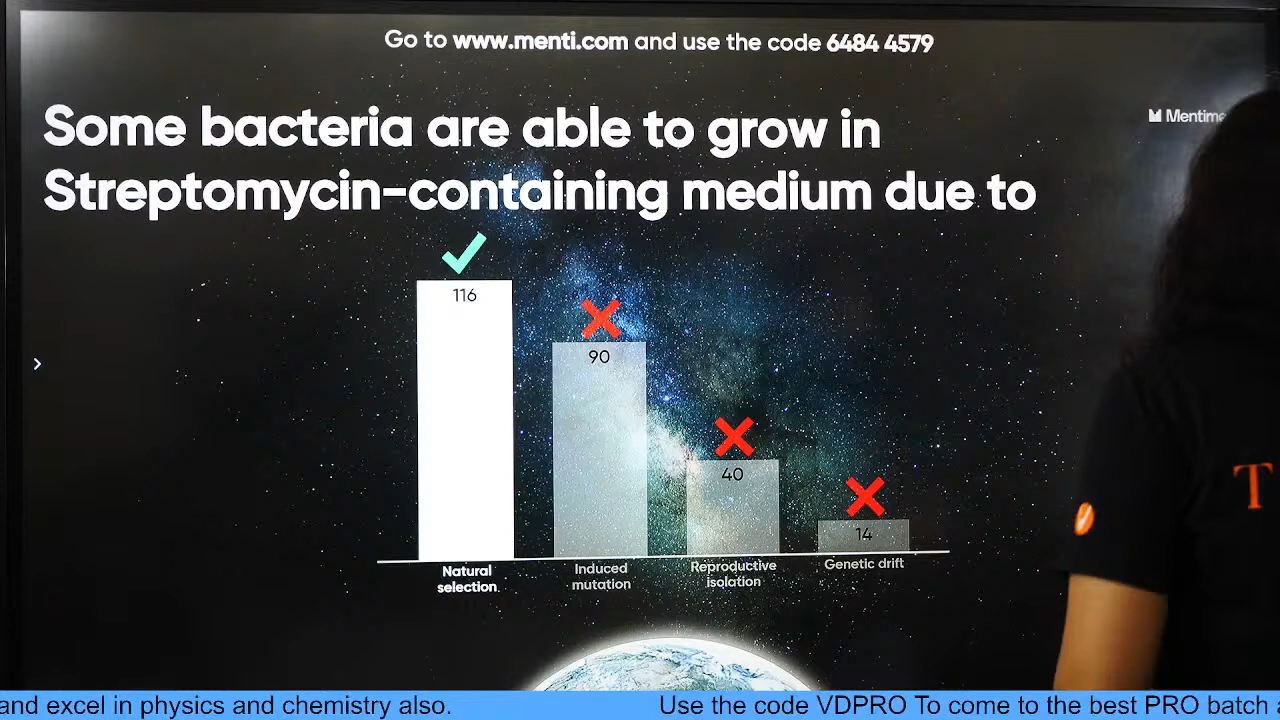 Go to www.menti.com and use the code 6484 4579
Mentime
Some bacteria are able to grow in
Streptomycin-containing medium due to
116
90
40
14
Natural
selection
Induced
mutation
Reproductive
isolation
Genetic drift
T
and excel in physics and chemistry also.
Use the code VDPRO To come to the best PRO batch a